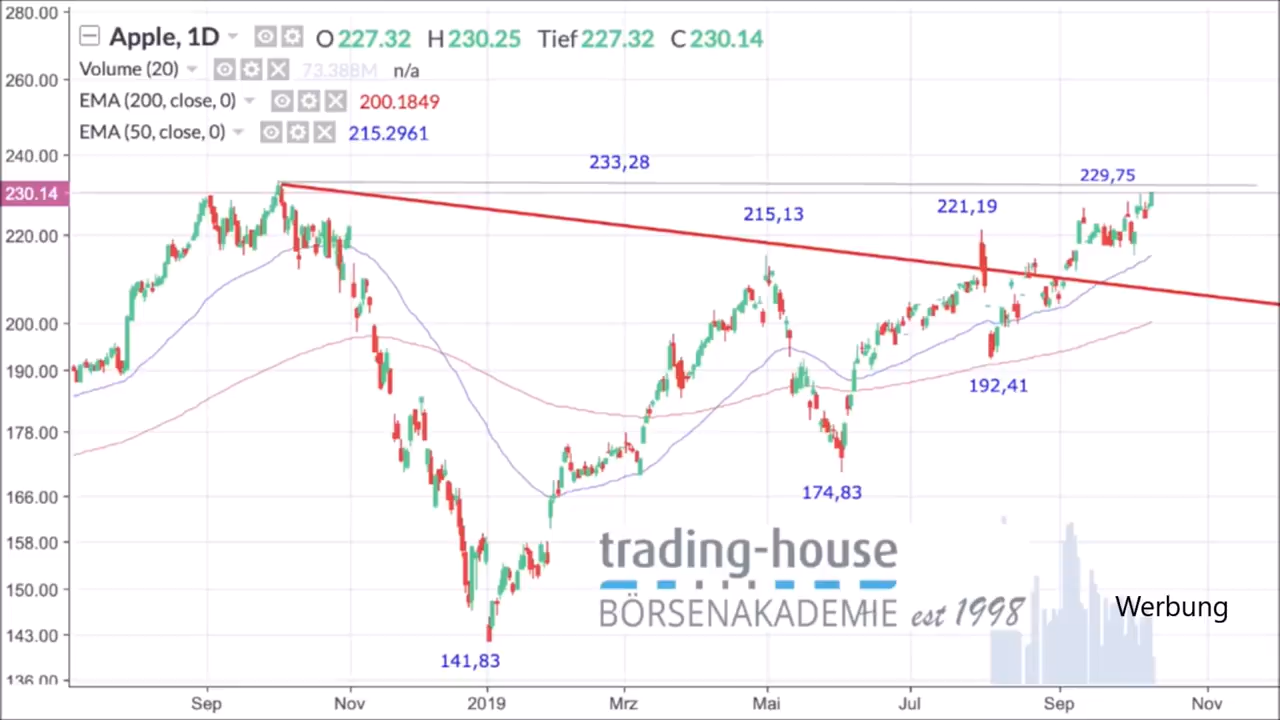 280.00
Apple, 1D O 227.32 H 230.25 Tief 227.32 C 230.14
Volume (20) 73.388M n/a
260.00
EMA (200, close, 0) 200.1849
EMA (50, close, 0) 215.2961
240.00
233,28
229,75
230.14
221,19
215,13
220.00
200.00
190.00
192,41
178.00
174,83
166.00
trading-house
158.00
150.00
BÖRSENAKADEMIE est 1998
Werbung
143.00
141,83
136.00
Sep Nov 2019 Mrz Mai Jul Sep Nov